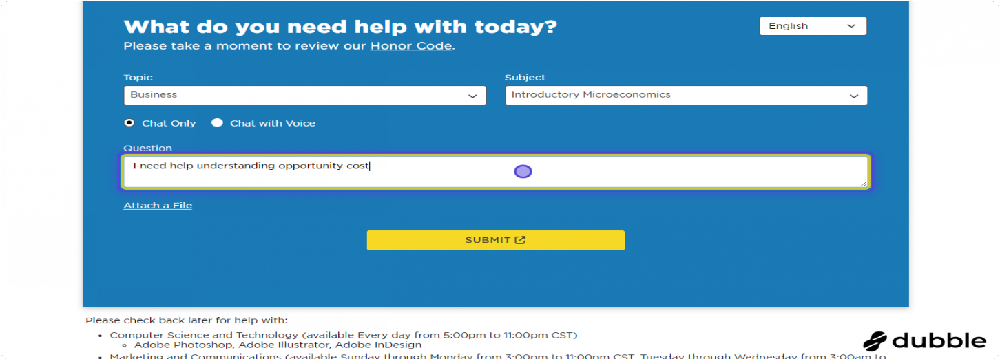 What do you need help with today?
English
Please take a moment to review our Honor Code.
Topic
Subject
Business
Introductory Microeconomics
Chat Only
Chat with Voice
Question
I need help understanding opportunity cost
Attach a File
SUBMIT
Please check back later for help with:
• Computer Science and Technology (available Every day from 5:00pm to 11:00pm CST)
◦ Adobe Photoshop, Adobe Illustrator, Adobe InDesign
• Marketing and Communications (available Sunday through Monday from 3:00pm to 11:00pm CST, Tuesday through Wednesday from 3:00am to
dubble